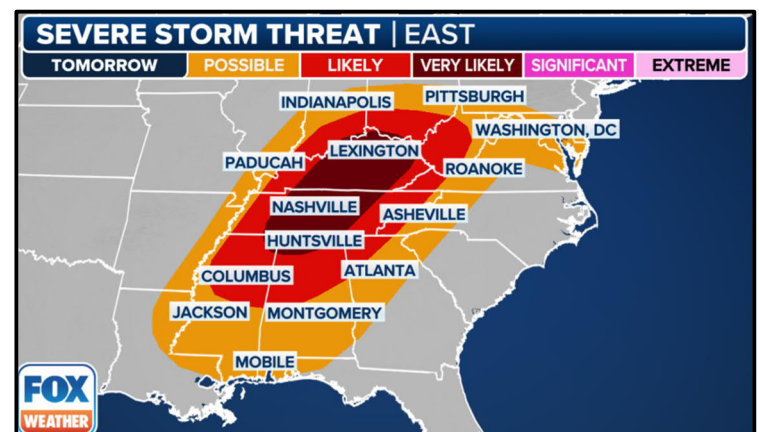 SEVERE STORM THREAT | EAST
TOMORROW POSSIBLE LIKELY VERY LIKELY SIGNIFICANT EXTREME
INDIANAPOLIS PITTSBURGH
WASHINGTON, DC
LEXINGTON
PADUCAH ROANOKE
NASHVILLE ASHEVILLE
HUNTSVILLE
COLUMBUS ATLANTA
JACKSON MONTGOMERY
MOBILE
FOX
WEATHER